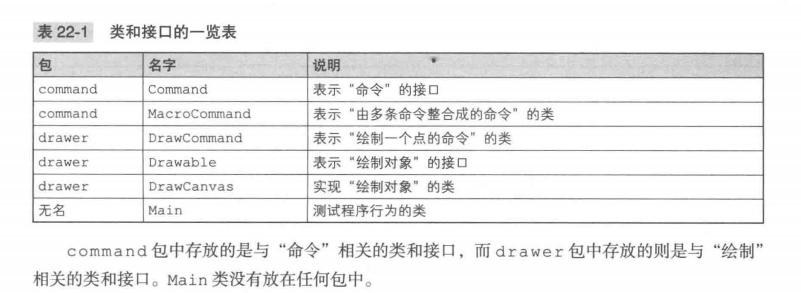 表 22-1 类和接口的一览表
包 名字 说明
command Command 表示“命令”的接口
command MacroCommand 表示“由多条命令整合成的命令”的类
drawer DrawCommand 表示“绘制一个点的命令”的类
drawer Drawable 表示“绘制对象”的接口
drawer DrawCanvas 实现“绘制对象”的类
无名 Main 测试程序行为的类
command 包中存放的是与“命令”相关的类和接口，而 drawer 包中存放的则是与“绘制”
相关的类和接口。Main 类没有放在任何包中。